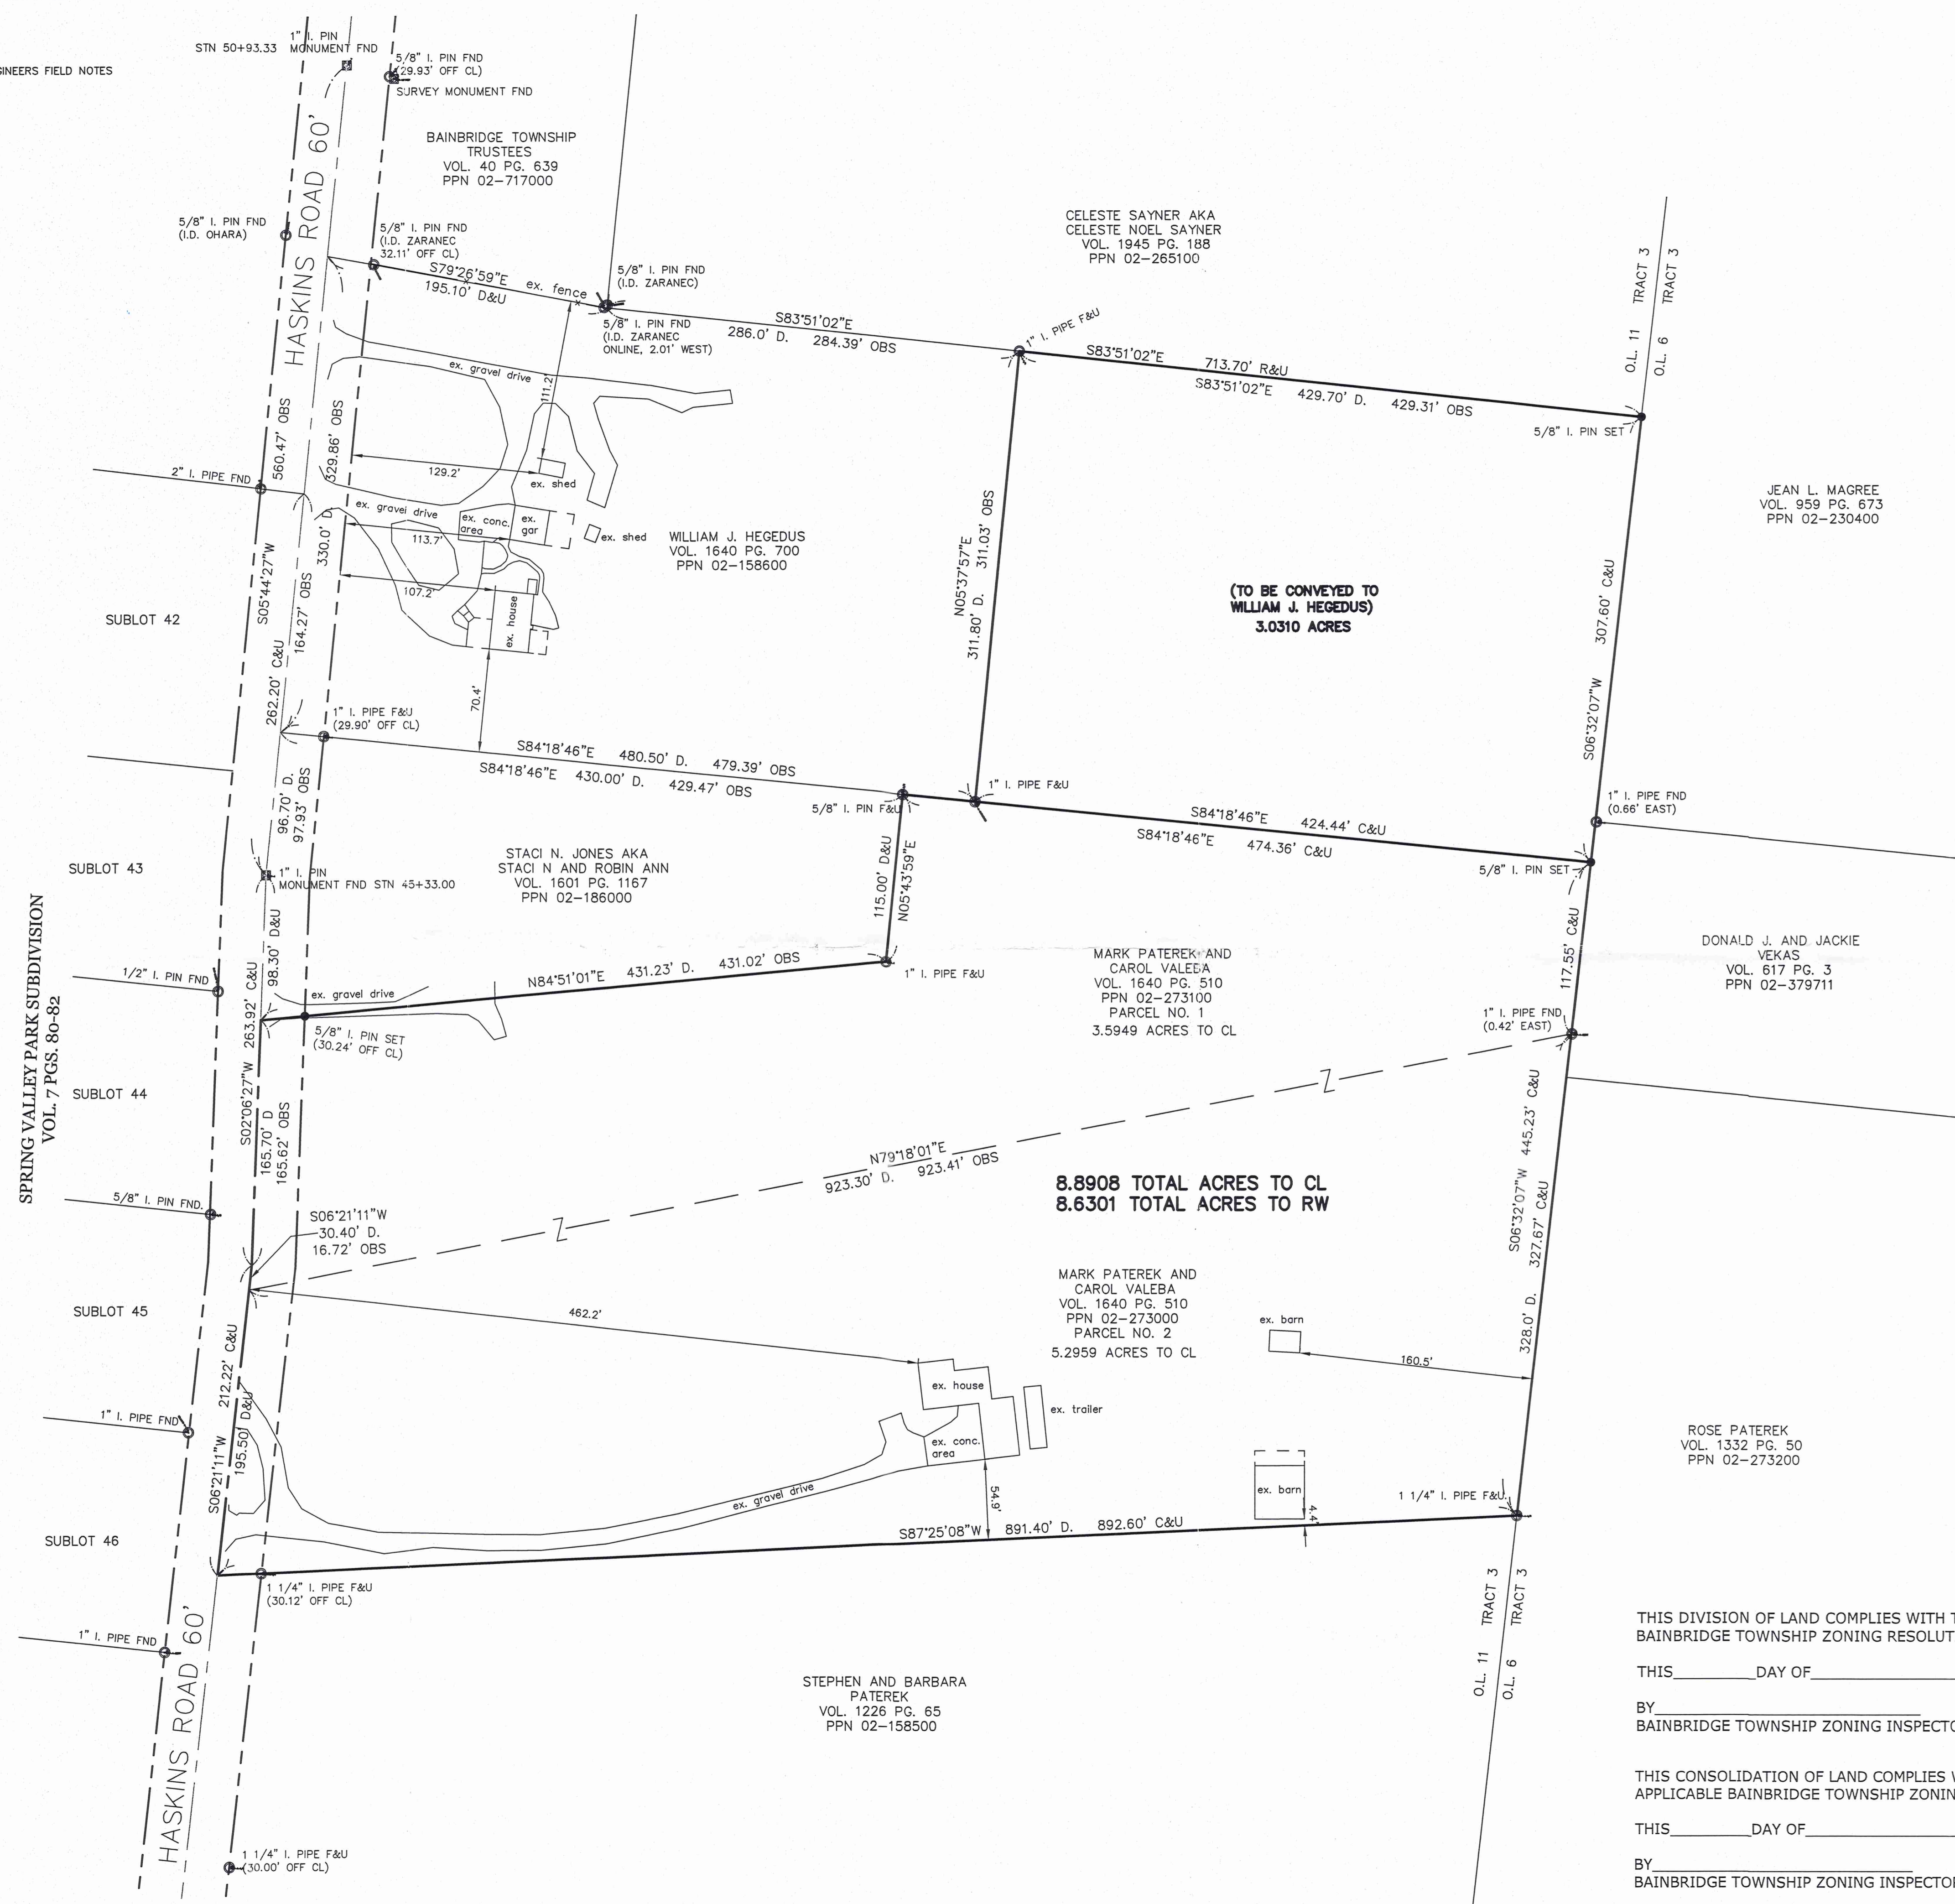 1" I. PIN
STN 50+93.33 MONUMENT FND
GINEERS FIELD NOTES
5/8" I. PIN FND
(29.93' OFF CL)
SURVEY MONUMENT FND
HASKINS ROAD 60'
BAINBRIDGE TOWNSHIP
TRUSTEES
VOL. 40 PG. 639
PPN 02-717000
5/8" I. PIN FND
(I.D. OHARA)
5/8" I. PIN FND
(I.D. ZARANEC
32.11' OFF CL)
S79°26'59"E ex. fence
195.10' D&U
5/8" I. PIN FND
(I.D. ZARANEC)
5/8" I. PIN FND
(I.D. ZARANEC
ONLINE, 2.01' WEST)
CELESTE SAYNER AKA
CELESTE NOEL SAYNER
VOL. 1945 PG. 188
PPN 02-265100
S83°51'02"E
286.0' D. 284.39' OBS
1" I. PIPE F&U
S83°51'02"E 713.70' R&U
S83°51'02"E 429.70' D. 429.31' OBS
5/8" I. PIN SET
O.L. 11 TRACT 3
O.L. 6 TRACT 3
ex. gravel drive
111.2'
560.47' OBS
329.86' OBS
330.0' D.
129.2'
ex. shed
2" I. PIPE FND
ex. gravel drive
ex. conc.
area
ex.
gar
113.7'
ex. shed
107.2'
ex. house
70.4'
WILLIAM J. HEGEDUS
VOL. 1640 PG. 700
PPN 02-158600
N05°37'57"E 311.03' OBS
311.80' D.
(TO BE CONVEYED TO
WILLIAM J. HEGEDUS)
3.0310 ACRES
JEAN L. MAGREE
VOL. 959 PG. 673
PPN 02-230400
S06°32'07"W 307.60' C&U
SUBLOT 42
S05°44'27"W
164.27' OBS
262.20' C&U
1" I. PIPE F&U
(29.90' OFF CL)
S84°18'46"E 480.50' D. 479.39' OBS
S84°18'46"E 430.00' D. 429.47' OBS
5/8" I. PIN F&U
1" I. PIPE F&U
S84°18'46"E 424.44' C&U
S84°18'46"E 474.36' C&U
1" I. PIPE FND
(0.66' EAST)
5/8" I. PIN SET
96.70' D.
97.93' OBS
SUBLOT 43
1" I. PIN
MONUMENT FND STN 45+33.00
STACI N. JONES AKA
STACI N AND ROBIN ANN
VOL. 1601 PG. 1167
PPN 02-186000
115.00' D&U
N05°43'59"E
98.30' D&U
263.92' C&U
1/2" I. PIN FND
ex. gravel drive
N84°51'01"E 431.23' D. 431.02' OBS
1" I. PIPE F&U
5/8" I. PIN SET
(30.24' OFF CL)
MARK PATEREK AND
CAROL VALEBA
VOL. 1640 PG. 510
PPN 02-273100
PARCEL NO. 1
3.5949 ACRES TO CL
117.55' C&U
1" I. PIPE FND
(0.42' EAST)
DONALD J. AND JACKIE
VEKAS
VOL. 617 PG. 3
PPN 02-379711
SPRING VALLEY PARK SUBDIVISION
VOL. 7 PGS. 80-82
SUBLOT 44
S02°06'27"W
165.70' D
165.62' OBS
5/8" I. PIN FND.
S06°21'11"W
30.40' D.
16.72' OBS
N79°18'01"E
923.30' D. 923.41' OBS
8.8908 TOTAL ACRES TO CL
8.6301 TOTAL ACRES TO RW
S06°32'07"W 445.23' C&U
328.0' D. 327.67' C&U
SUBLOT 45
462.2'
MARK PATEREK AND
CAROL VALEBA
VOL. 1640 PG. 510
PPN 02-273000
PARCEL NO. 2
5.2959 ACRES TO CL
ex. barn
160.5'
ex. house
ex. trailer
ex. conc.
area
1" I. PIPE FND
S06°21'11"W 212.22' C&U
195.50' D&U
ex. gravel drive
54.9'
ex. barn
4.4'
1 1/4" I. PIPE F&U
ROSE PATEREK
VOL. 1332 PG. 50
PPN 02-273200
SUBLOT 46
S87°25'08"W 891.40' D. 892.60' C&U
1 1/4" I. PIPE F&U
(30.12' OFF CL)
1" I. PIPE FND
HASKINS ROAD 60'
STEPHEN AND BARBARA
PATEREK
VOL. 1226 PG. 65
PPN 02-158500
O.L. 11 TRACT 3
O.L. 6 TRACT 3
1 1/4" I. PIPE F&U
(30.00' OFF CL)
THIS DIVISION OF LAND COMPLIES WITH T
BAINBRIDGE TOWNSHIP ZONING RESOLUT
THIS_________DAY OF________________
BY_____________________________
BAINBRIDGE TOWNSHIP ZONING INSPECTO
THIS CONSOLIDATION OF LAND COMPLIES W
APPLICABLE BAINBRIDGE TOWNSHIP ZONIN
THIS_________DAY OF________________
BY_____________________________
BAINBRIDGE TOWNSHIP ZONING INSPECTOR